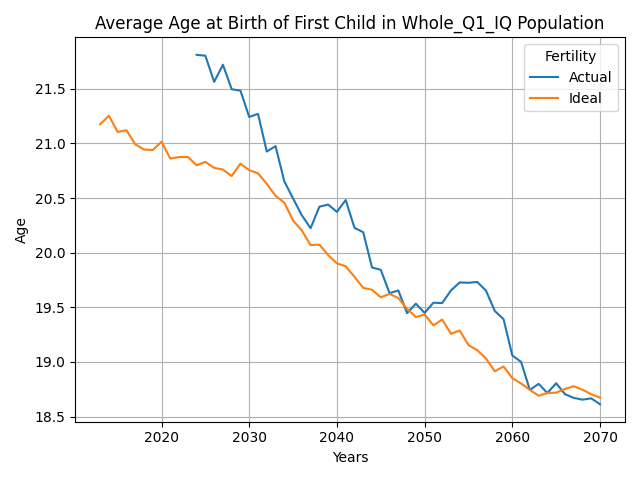 Average Age at Birth of First Child in Whole_Q1_IQ Population
Fertility
Actual
Ideal
21.5
21.0
20.5
20.0
19.5
19.0
18.5
Age
2020 2030 2040 2050 2060 2070
Years